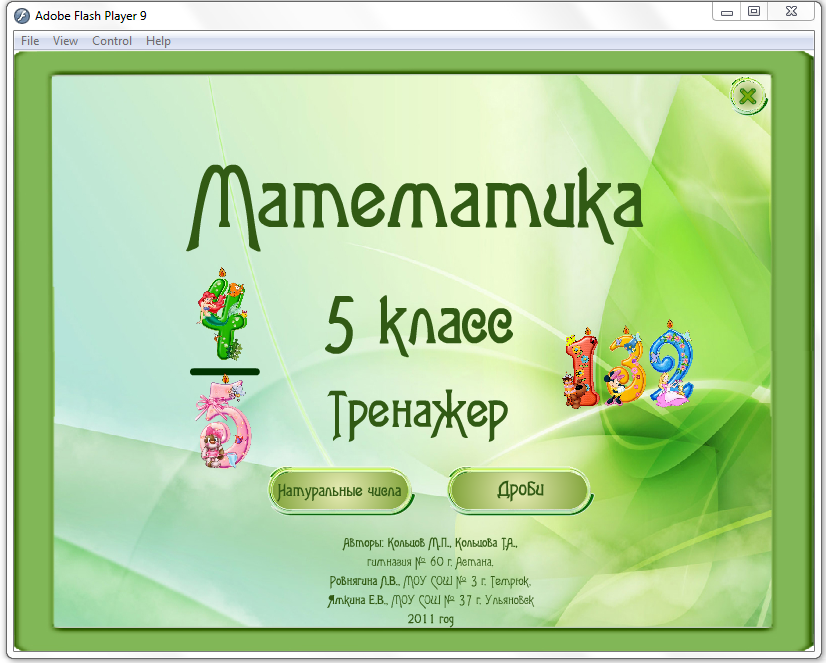 Adobe Flash Player 9
File View Control Help
Математика
4
5
5 класс
132
Тренажер
Натуральные числа
Дроби
Авторы: Кольцов М.П., Кольцова Т.А.,
гимназия № 60 г. Астана.
Ровнягина Л.В., МОУ СОШ № 3 г. Темрюк.
Ямкина Е.В., МОУ СОШ № 37 г. Ульяновск
2011 год